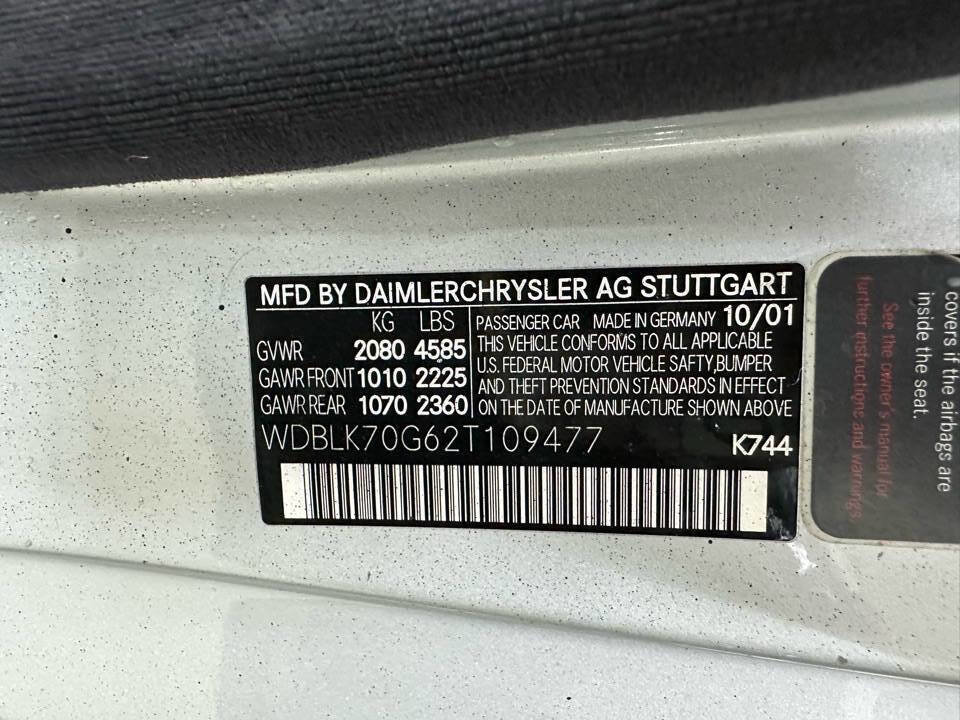 MFD BY DAIMLERCHRYSLER AG STUTTGART
KG LBS
GVWR 2080 4585
GAWR FRONT 1010 2225
GAWR REAR 1070 2360
PASSENGER CAR MADE IN GERMANY 10/01
THIS VEHICLE CONFORMS TO ALL APPLICABLE
U.S. FEDERAL MOTOR VEHICLE SAFTY,BUMPER
AND THEFT PREVENTION STANDARDS IN EFFECT
ON THE DATE OF MANUFACTURE SHOWN ABOVE
WDBLK70G62T109477
K744
covers if the airbags are
inside the seat.
See the owner's manual for
further instructions and warnings